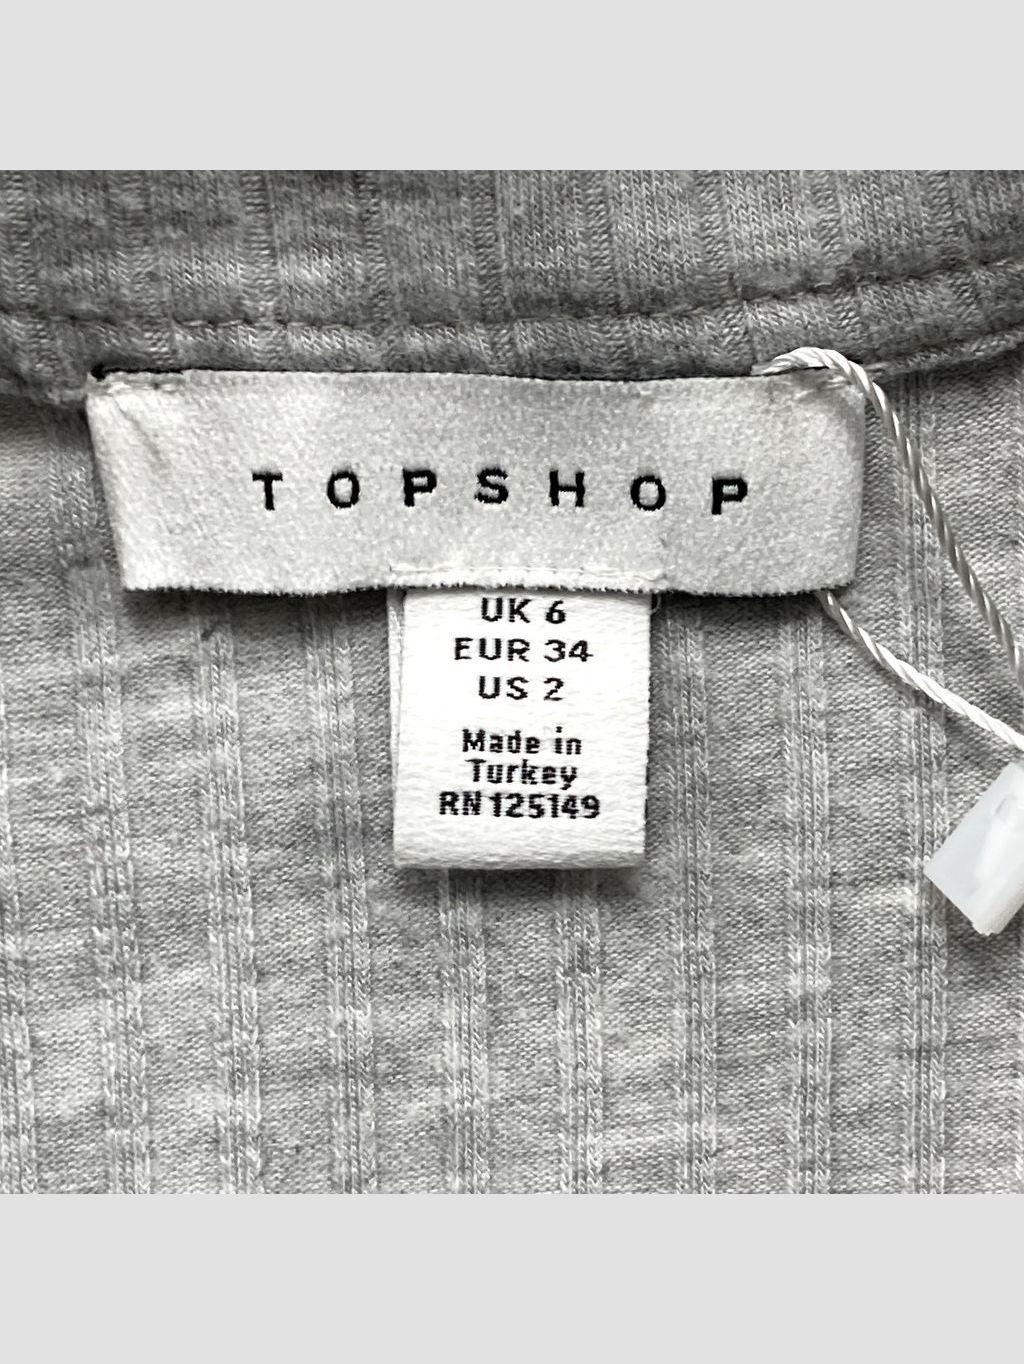 TOPSHOP
UK 6
EUR 34
US 2
Made in
Turkey
RN 125149